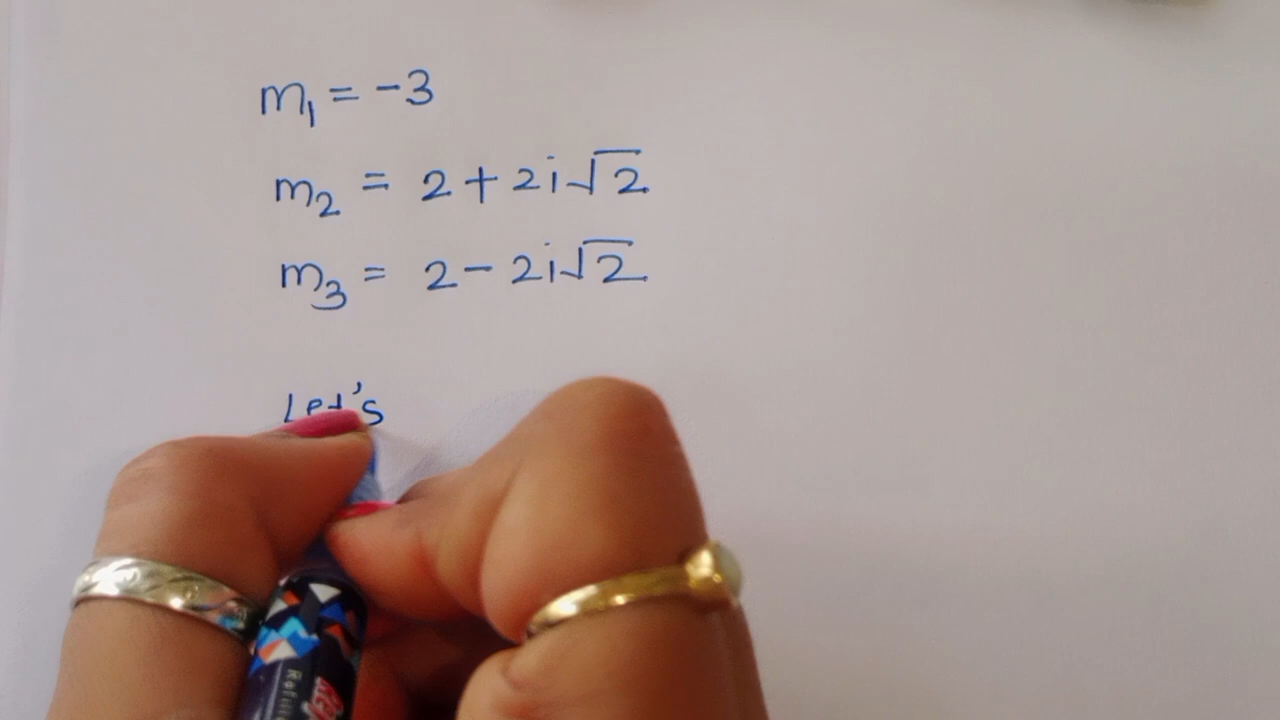 m₁ = -3
m₂ = 2 + 2i√2
m₃ = 2 - 2i√2
Let's